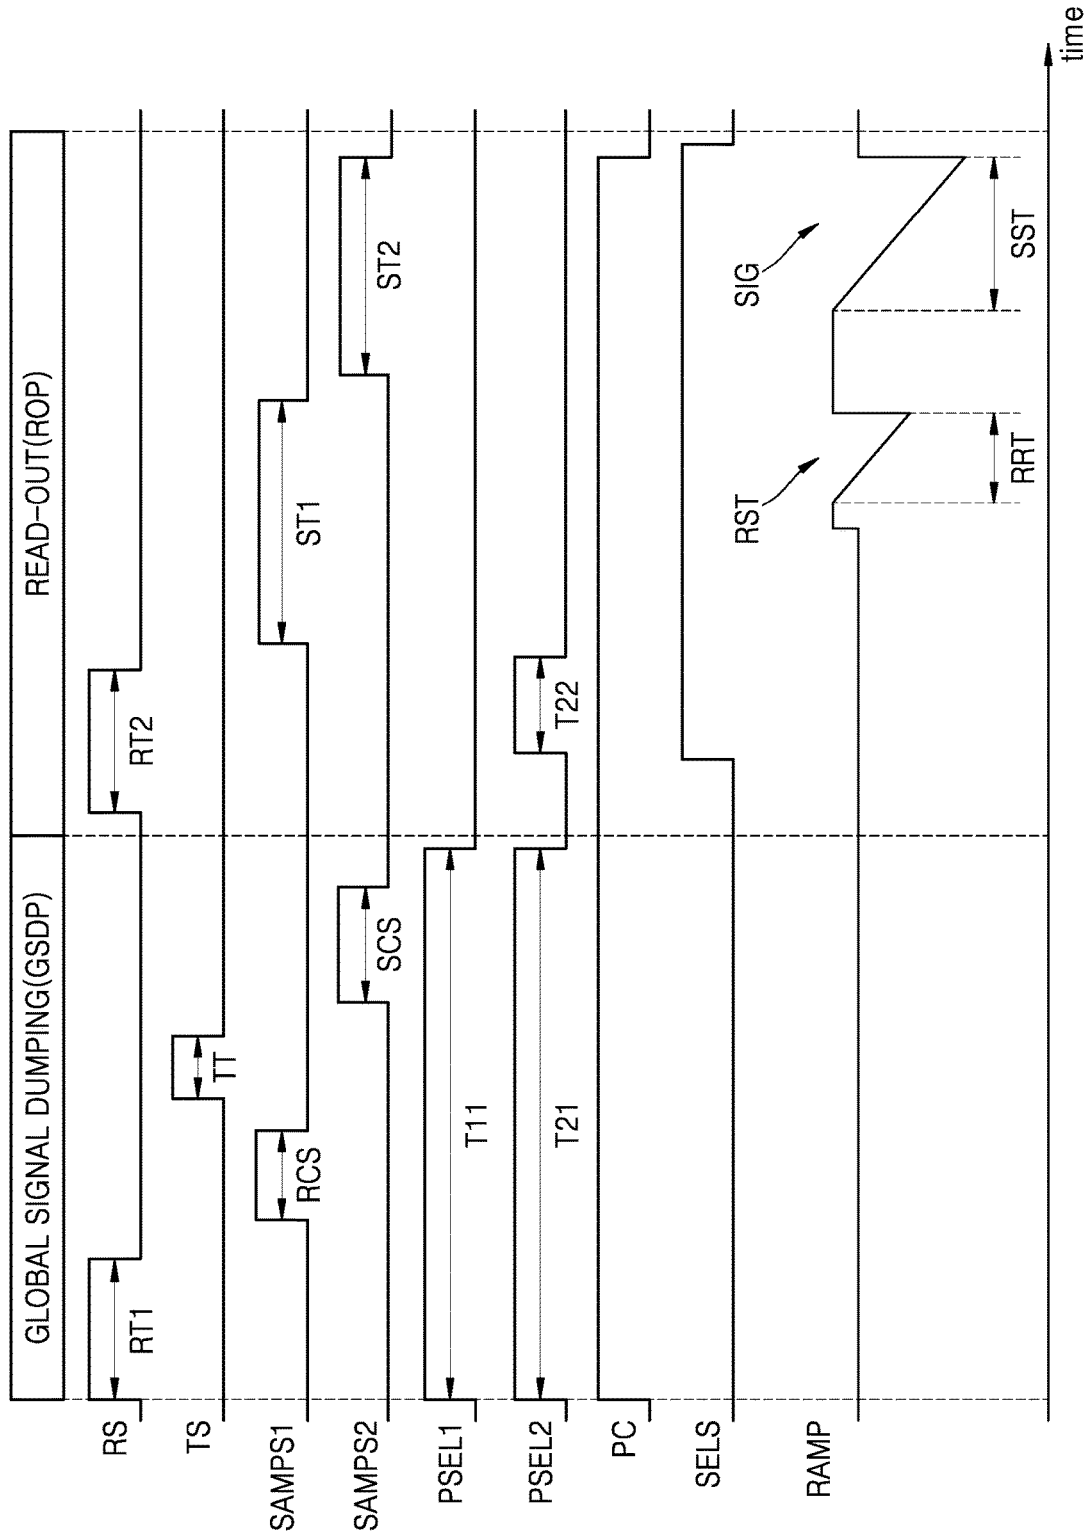 GLOBAL SIGNAL DUMPING(GSDP)
READ-OUT(ROP)
RS
RT1
RT2
TS
TT
SAMPS1
RCS
ST1
SAMPS2
SCS
ST2
PSEL1
T11
PSEL2
T21
T22
PC
SELS
RAMP
RST
SIG
RRT
SST
time